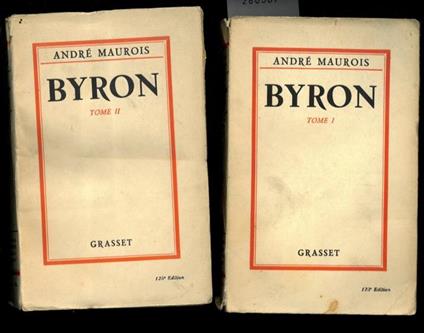 ANDRÉ MAUROIS
BYRON
TOME II
GRASSET
ANDRÉ MAUROIS
BYRON
TOME I
GRASSET